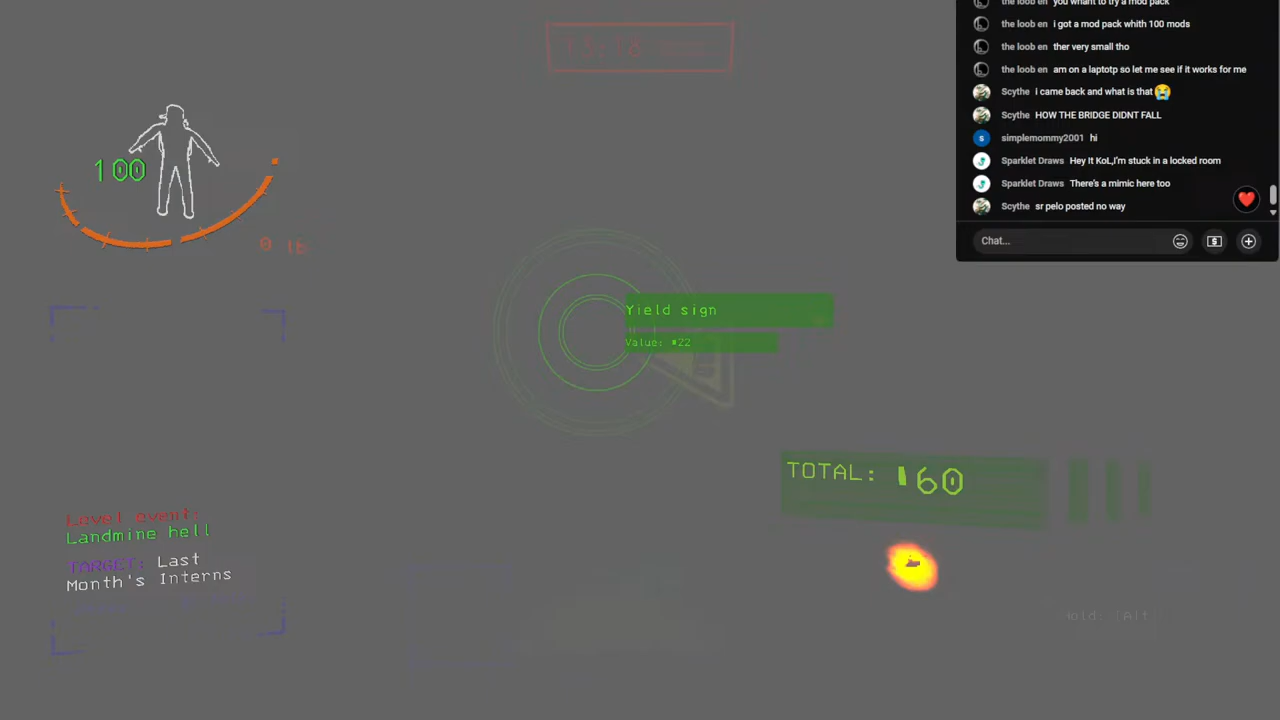 the loob en you whant to try a mod pack
the loob en i got a mod pack whith 100 mods
the loob en ther very small tho
the loob en am on a laptotp so let me see if it works for me
Scythe i came back and what is that 😭
Scythe HOW THE BRIDGE DIDNT FALL
s simplemommy2001 hi
Sparklet Draws Hey It KoL,I'm stuck in a locked room
Sparklet Draws There's a mimic here too
Scythe sr pelo posted no way
Chat...
100
Yield sign
Value: 22
TOTAL: 60
Level event:
Landmine hell
TARGET: Last
Month's Interns